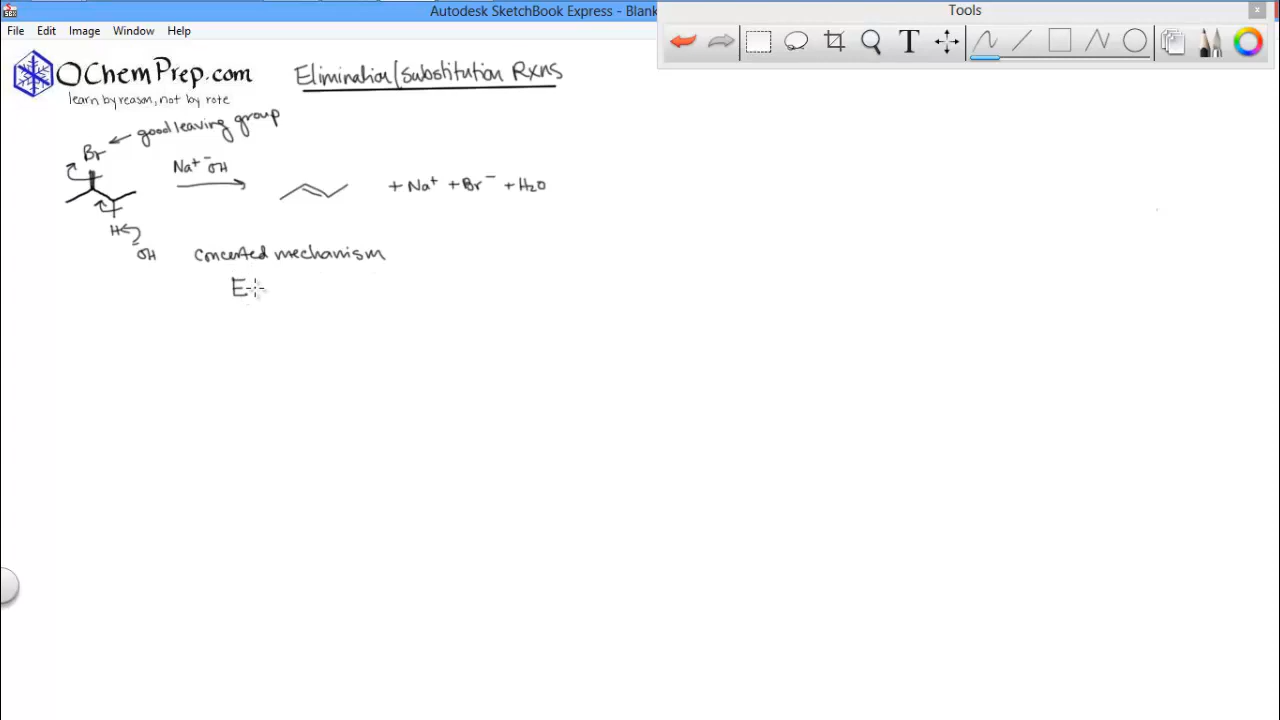 Autodesk SketchBook Express - Blank
Tools
File Edit Image Window Help
T
OChemPrep.com
learn by reason, not by rote
Elimination/Substitution Rxns
good leaving group
Br
Na⁺ ⁻OH
+ Na⁺ + Br⁻ + H₂O
H
OH
concerted mechanism
E